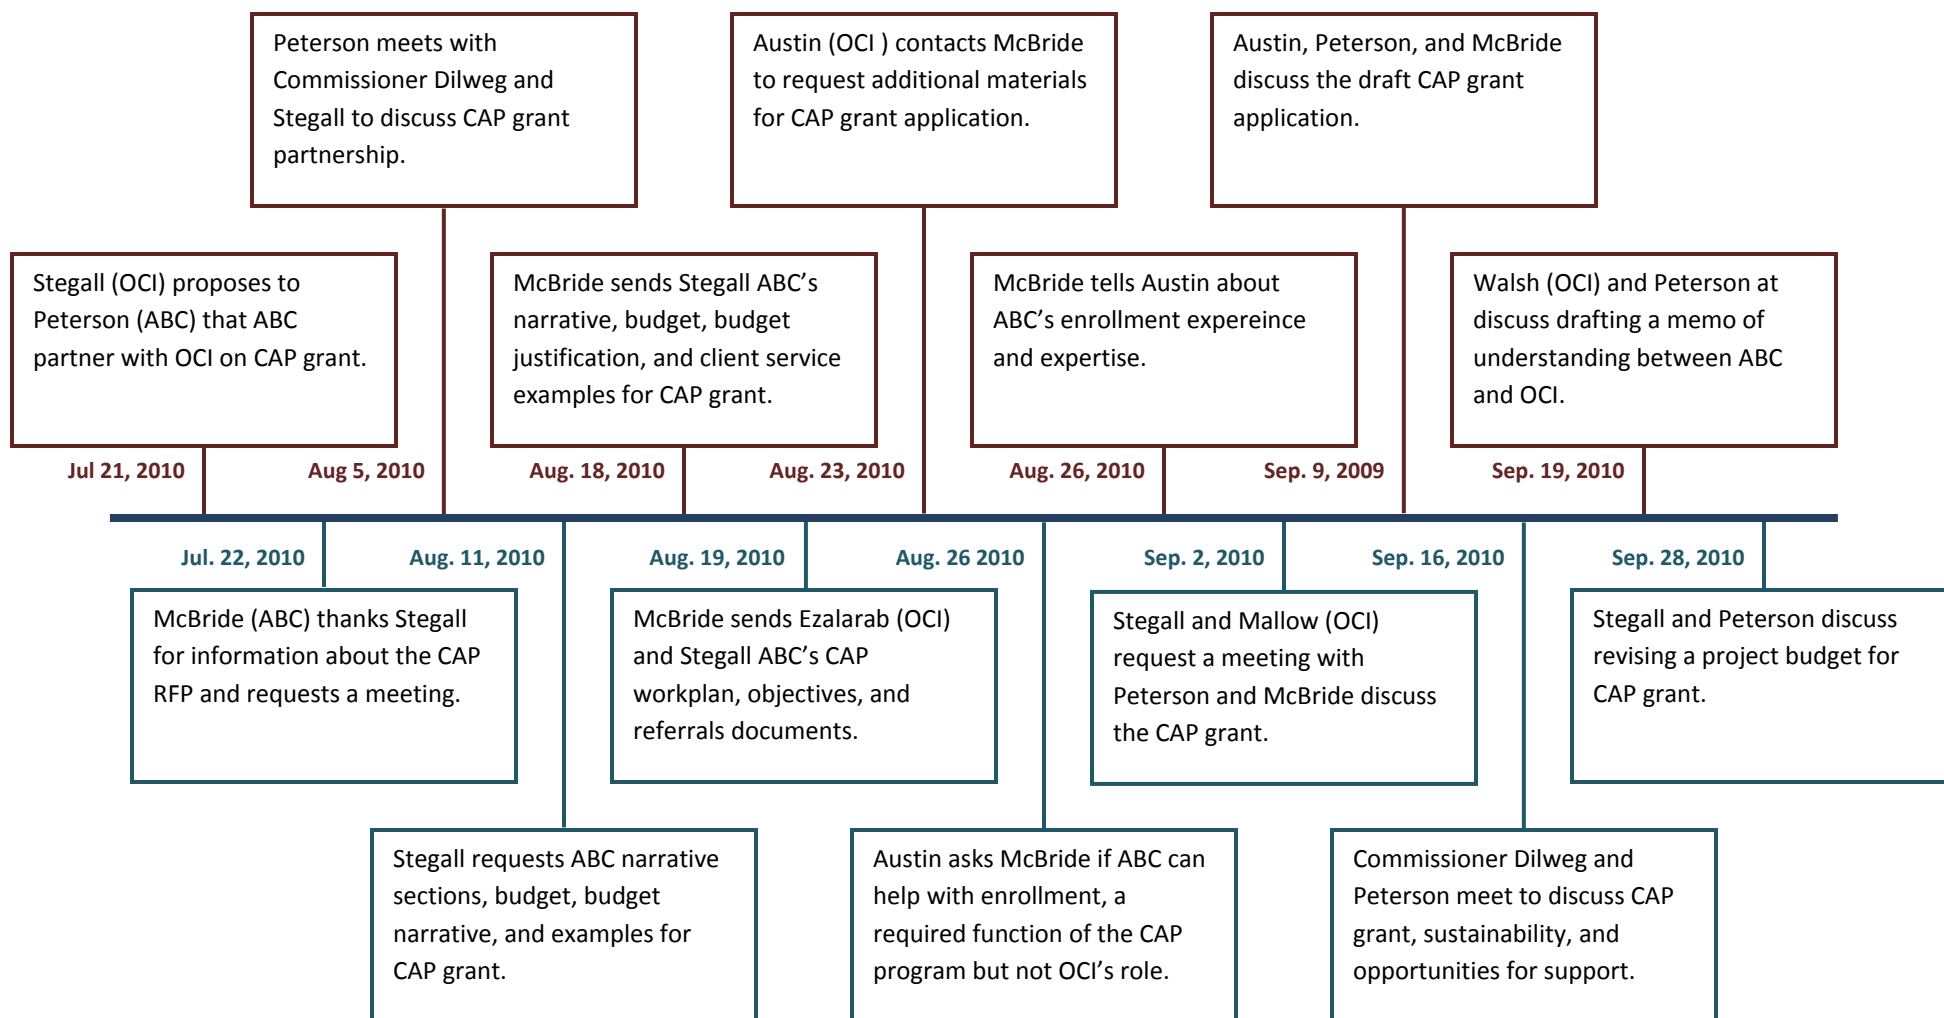 Peterson meets with
Commissioner Dilweg and
Stegall to discuss CAP grant
partnership.
Austin (OCI ) contacts McBride
to request additional materials
for CAP grant application.
Austin, Peterson, and McBride
discuss the draft CAP grant
application.
Stegall (OCI) proposes to
Peterson (ABC) that ABC
partner with OCI on CAP grant.
McBride sends Stegall ABC’s
narrative, budget, budget
justification, and client service
examples for CAP grant.
McBride tells Austin about
ABC’s enrollment expereince
and expertise.
Walsh (OCI) and Peterson at
discuss drafting a memo of
understanding between ABC
and OCI.
Jul 21, 2010
Aug 5, 2010
Aug. 18, 2010
Aug. 23, 2010
Aug. 26, 2010
Sep. 9, 2009
Sep. 19, 2010
Jul. 22, 2010
Aug. 11, 2010
Aug. 19, 2010
Aug. 26 2010
Sep. 2, 2010
Sep. 16, 2010
Sep. 28, 2010
McBride (ABC) thanks Stegall
for information about the CAP
RFP and requests a meeting.
McBride sends Ezalarab (OCI)
and Stegall ABC’s CAP
workplan, objectives, and
referrals documents.
Stegall and Mallow (OCI)
request a meeting with
Peterson and McBride discuss
the CAP grant.
Stegall and Peterson discuss
revising a project budget for
CAP grant.
Stegall requests ABC narrative
sections, budget, budget
narrative, and examples for
CAP grant.
Austin asks McBride if ABC can
help with enrollment, a
required function of the CAP
program but not OCI’s role.
Commissioner Dilweg and
Peterson meet to discuss CAP
grant, sustainability, and
opportunities for support.